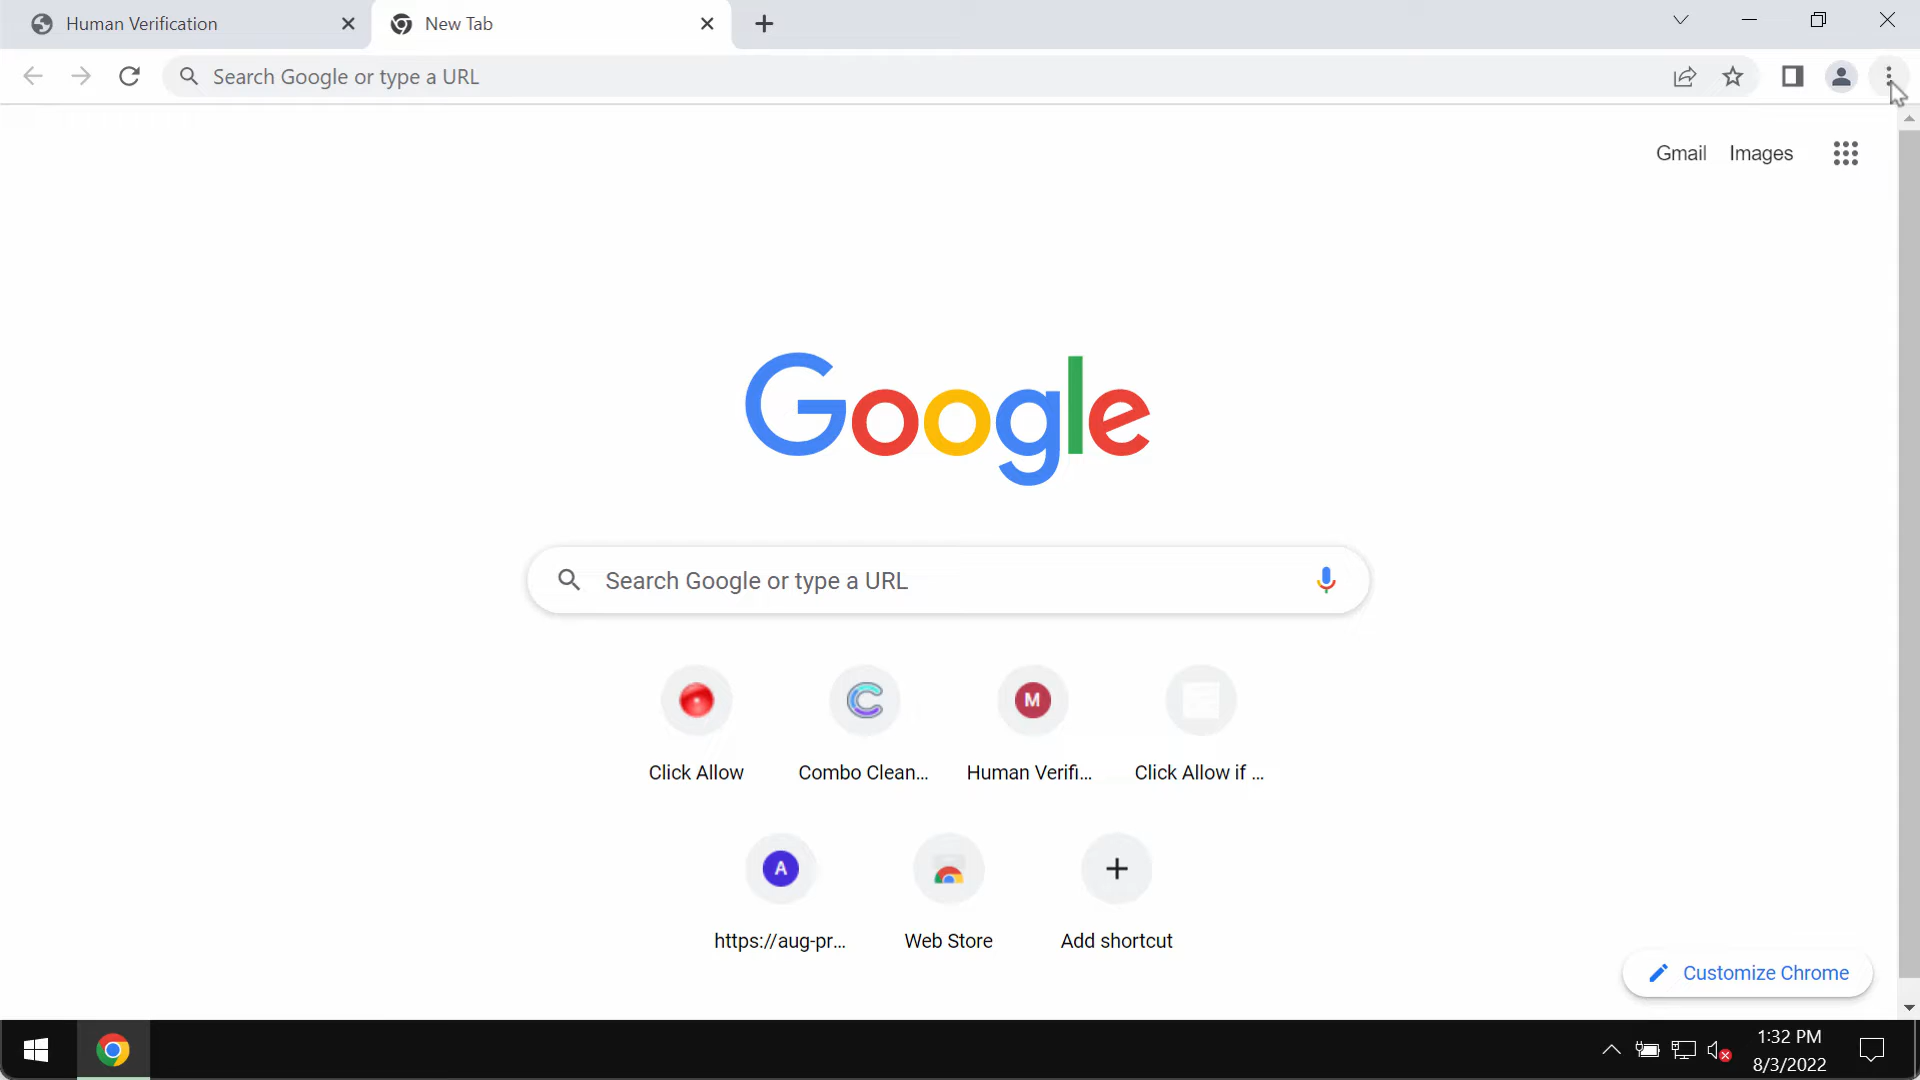 Human Verification
New Tab
Search Google or type a URL
Gmail Images
Google
Search Google or type a URL
Click Allow
Combo Clean...
M
Human Verifi...
Click Allow if ...
A
https://aug-pr...
Web Store
Add shortcut
Customize Chrome
1:32 PM
8/3/2022